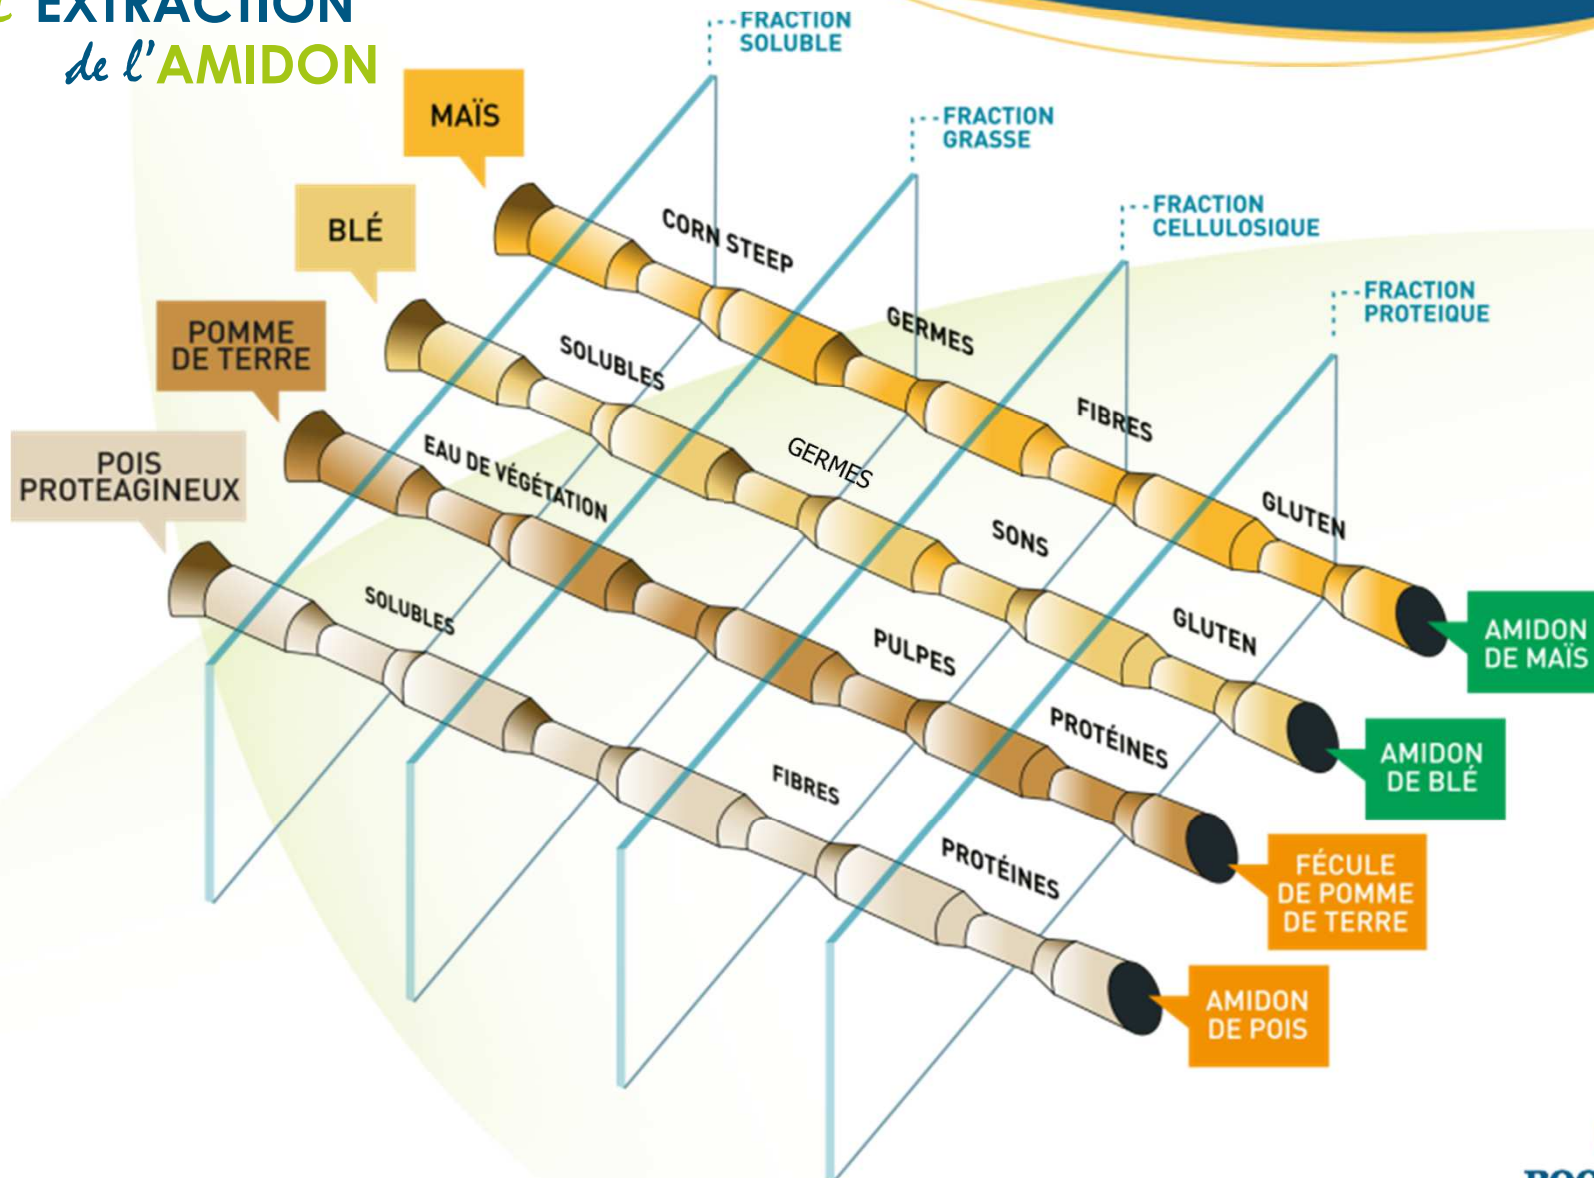 EXTRACTION
de l'AMIDON
FRACTION
SOLUBLE
FRACTION
GRASSE
FRACTION
CELLULOSIQUE
FRACTION
PROTEIQUE
MAÏS
CORN STEEP
GERMES
FIBRES
GLUTEN
AMIDON
DE MAÏS
BLÉ
SOLUBLES
GERMES
SONS
GLUTEN
AMIDON
DE BLÉ
POMME
DE TERRE
EAU DE VÉGÉTATION
PULPES
PROTÉINES
FÉCULE
DE POMME
DE TERRE
POIS
PROTEAGINEUX
SOLUBLES
FIBRES
PROTÉINES
AMIDON
DE POIS